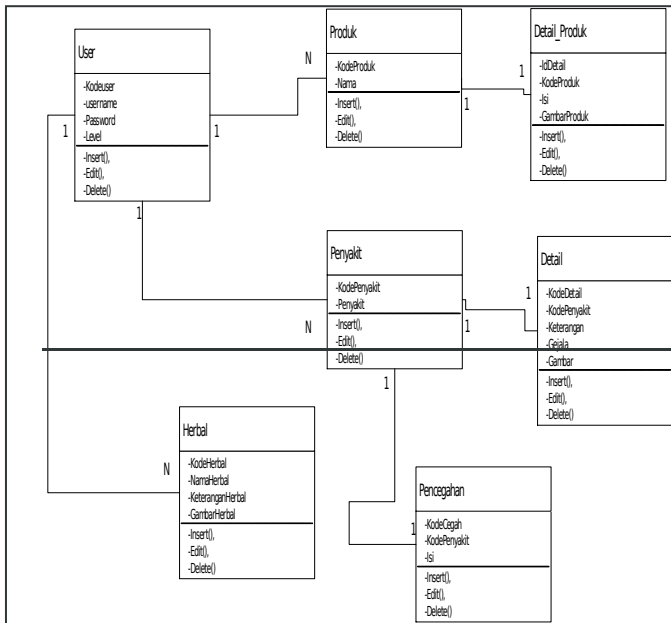 User
-Kodeuser
-username
-Password
-Level
-Insert(),
-Edit(),
-Delete()
1
1
1
N
Produk
-KodeProduk
-Nama
-Insert(),
-Edit(),
-Delete()
1
1
Detail_Produk
-IdDetail
-KodeProduk
-Isi
-GambarProduk
-Insert(),
-Edit(),
-Delete()
N
Penyakit
-KodePenyakit
-Penyakit
-Insert(),
-Edit(),
-Delete()
1
1
1
Detail
-KodeDetail
-KodePenyakit
-Keterangan
-Gejala
-Gambar
-Insert(),
-Edit(),
-Delete()
N
Herbal
-KodeHerbal
-NamaHerbal
-KeteranganHerbal
-GambarHerbal
-Insert(),
-Edit(),
-Delete()
1
Pencegahan
-KodeCegah
-KodePenyakit
-Isi
-Insert(),
-Edit(),
-Delete()